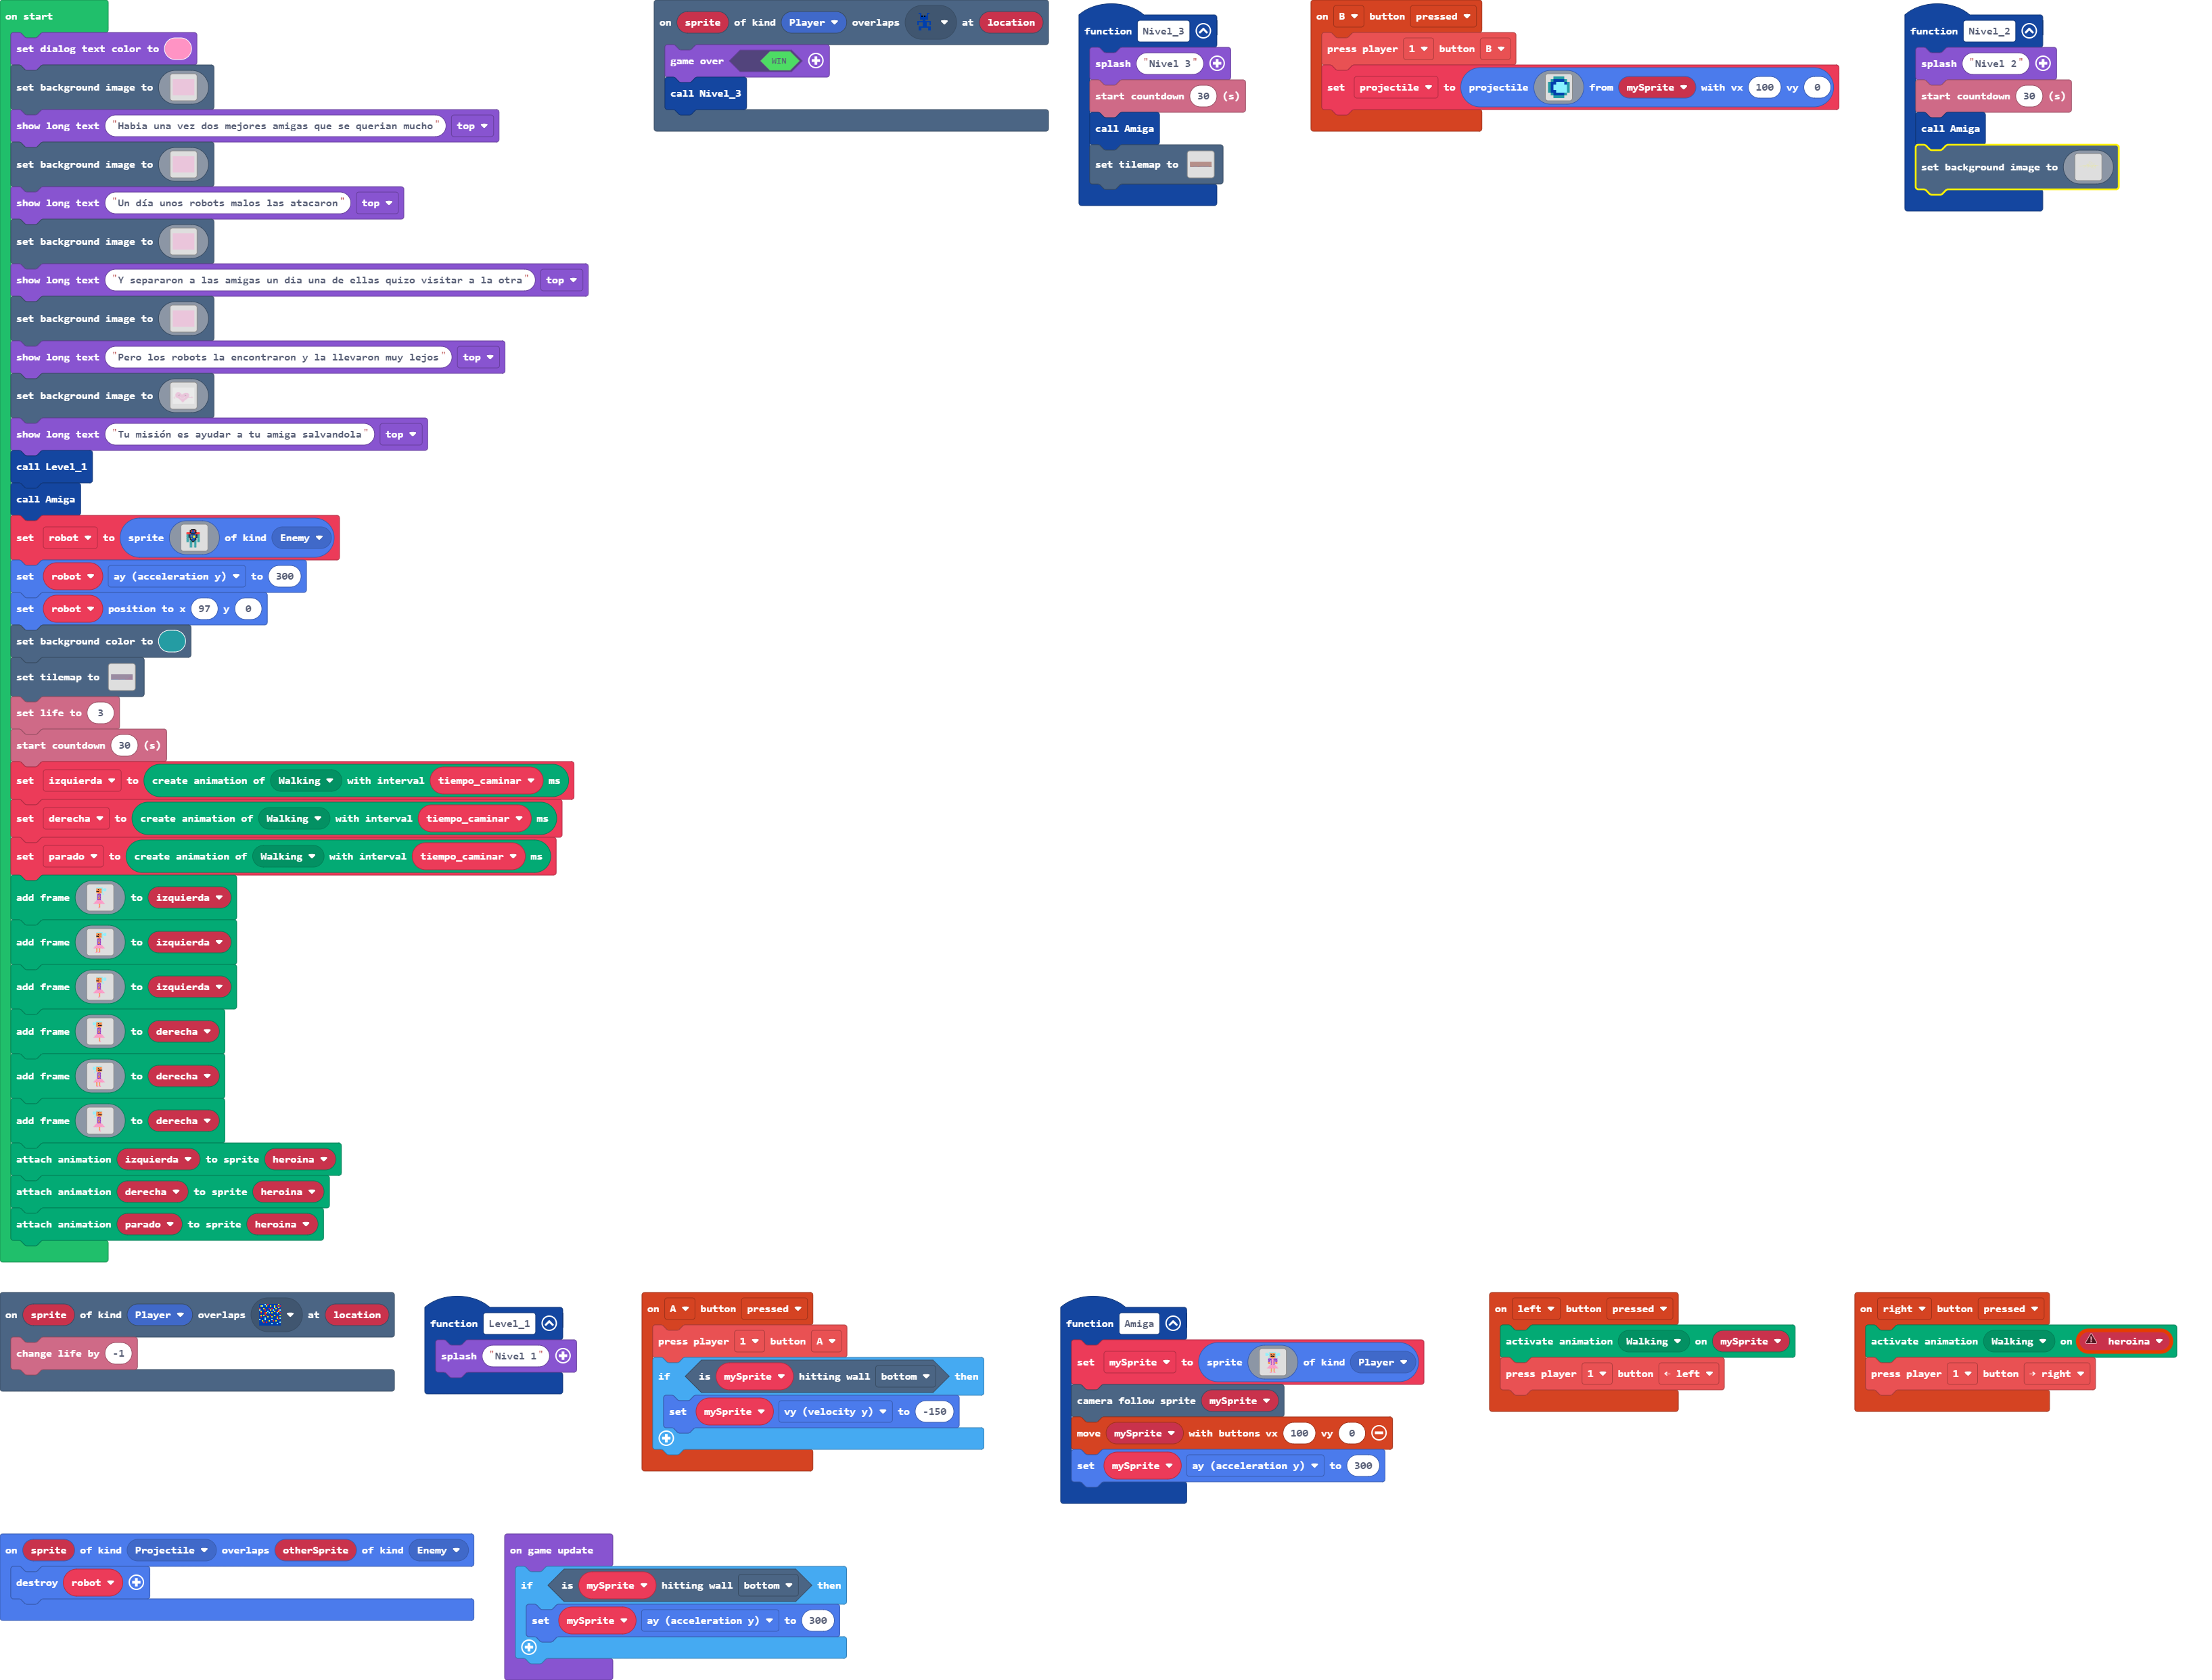 on start
set dialog text color to
set background image to
show long text "Habia una vez dos mejores amigas que se querian mucho" top
set background image to
show long text "Un día unos robots malos las atacaron" top
set background image to
show long text "Y separaron a las amigas un dia una de ellas quizo visitar a la otra" top
set background image to
show long text "Pero los robots la encontraron y la llevaron muy lejos" top
set background image to
show long text "Tu misión es ayudar a tu amiga salvandola" top
call Level_1
call Amiga
set robot to sprite of kind Enemy
set robot ay (acceleration y) to 300
set robot position to x 97 y 0
set background color to
set tilemap to
set life to 3
start countdown 30 (s)
set izquierda to create animation of Walking with interval tiempo_caminar ms
set derecha to create animation of Walking with interval tiempo_caminar ms
set parado to create animation of Walking with interval tiempo_caminar ms
add frame to izquierda
add frame to izquierda
add frame to izquierda
add frame to derecha
add frame to derecha
add frame to derecha
attach animation izquierda to sprite heroina
attach animation derecha to sprite heroina
attach animation parado to sprite heroina
on sprite of kind Player overlaps at location
game over WIN
call Nivel_3
function Nivel_3
splash "Nivel 3"
start countdown 30 (s)
call Amiga
set tilemap to
on B button pressed
press player 1 button B
set projectile to projectile from mySprite with vx 100 vy 0
function Nivel_2
splash "Nivel 2"
start countdown 30 (s)
call Amiga
set background image to
on sprite of kind Player overlaps at location
change life by -1
function Level_1
splash "Nivel 1"
on A button pressed
press player 1 button A
if is mySprite hitting wall bottom then
set mySprite vy (velocity y) to -150
function Amiga
set mySprite to sprite of kind Player
camera follow sprite mySprite
move mySprite with buttons vx 100 vy 0
set mySprite ay (acceleration y) to 300
on left button pressed
activate animation Walking on mySprite
press player 1 button ← left
on right button pressed
activate animation Walking on heroina
press player 1 button → right
on sprite of kind Projectile overlaps otherSprite of kind Enemy
destroy robot
on game update
if is mySprite hitting wall bottom then
set mySprite ay (acceleration y) to 300